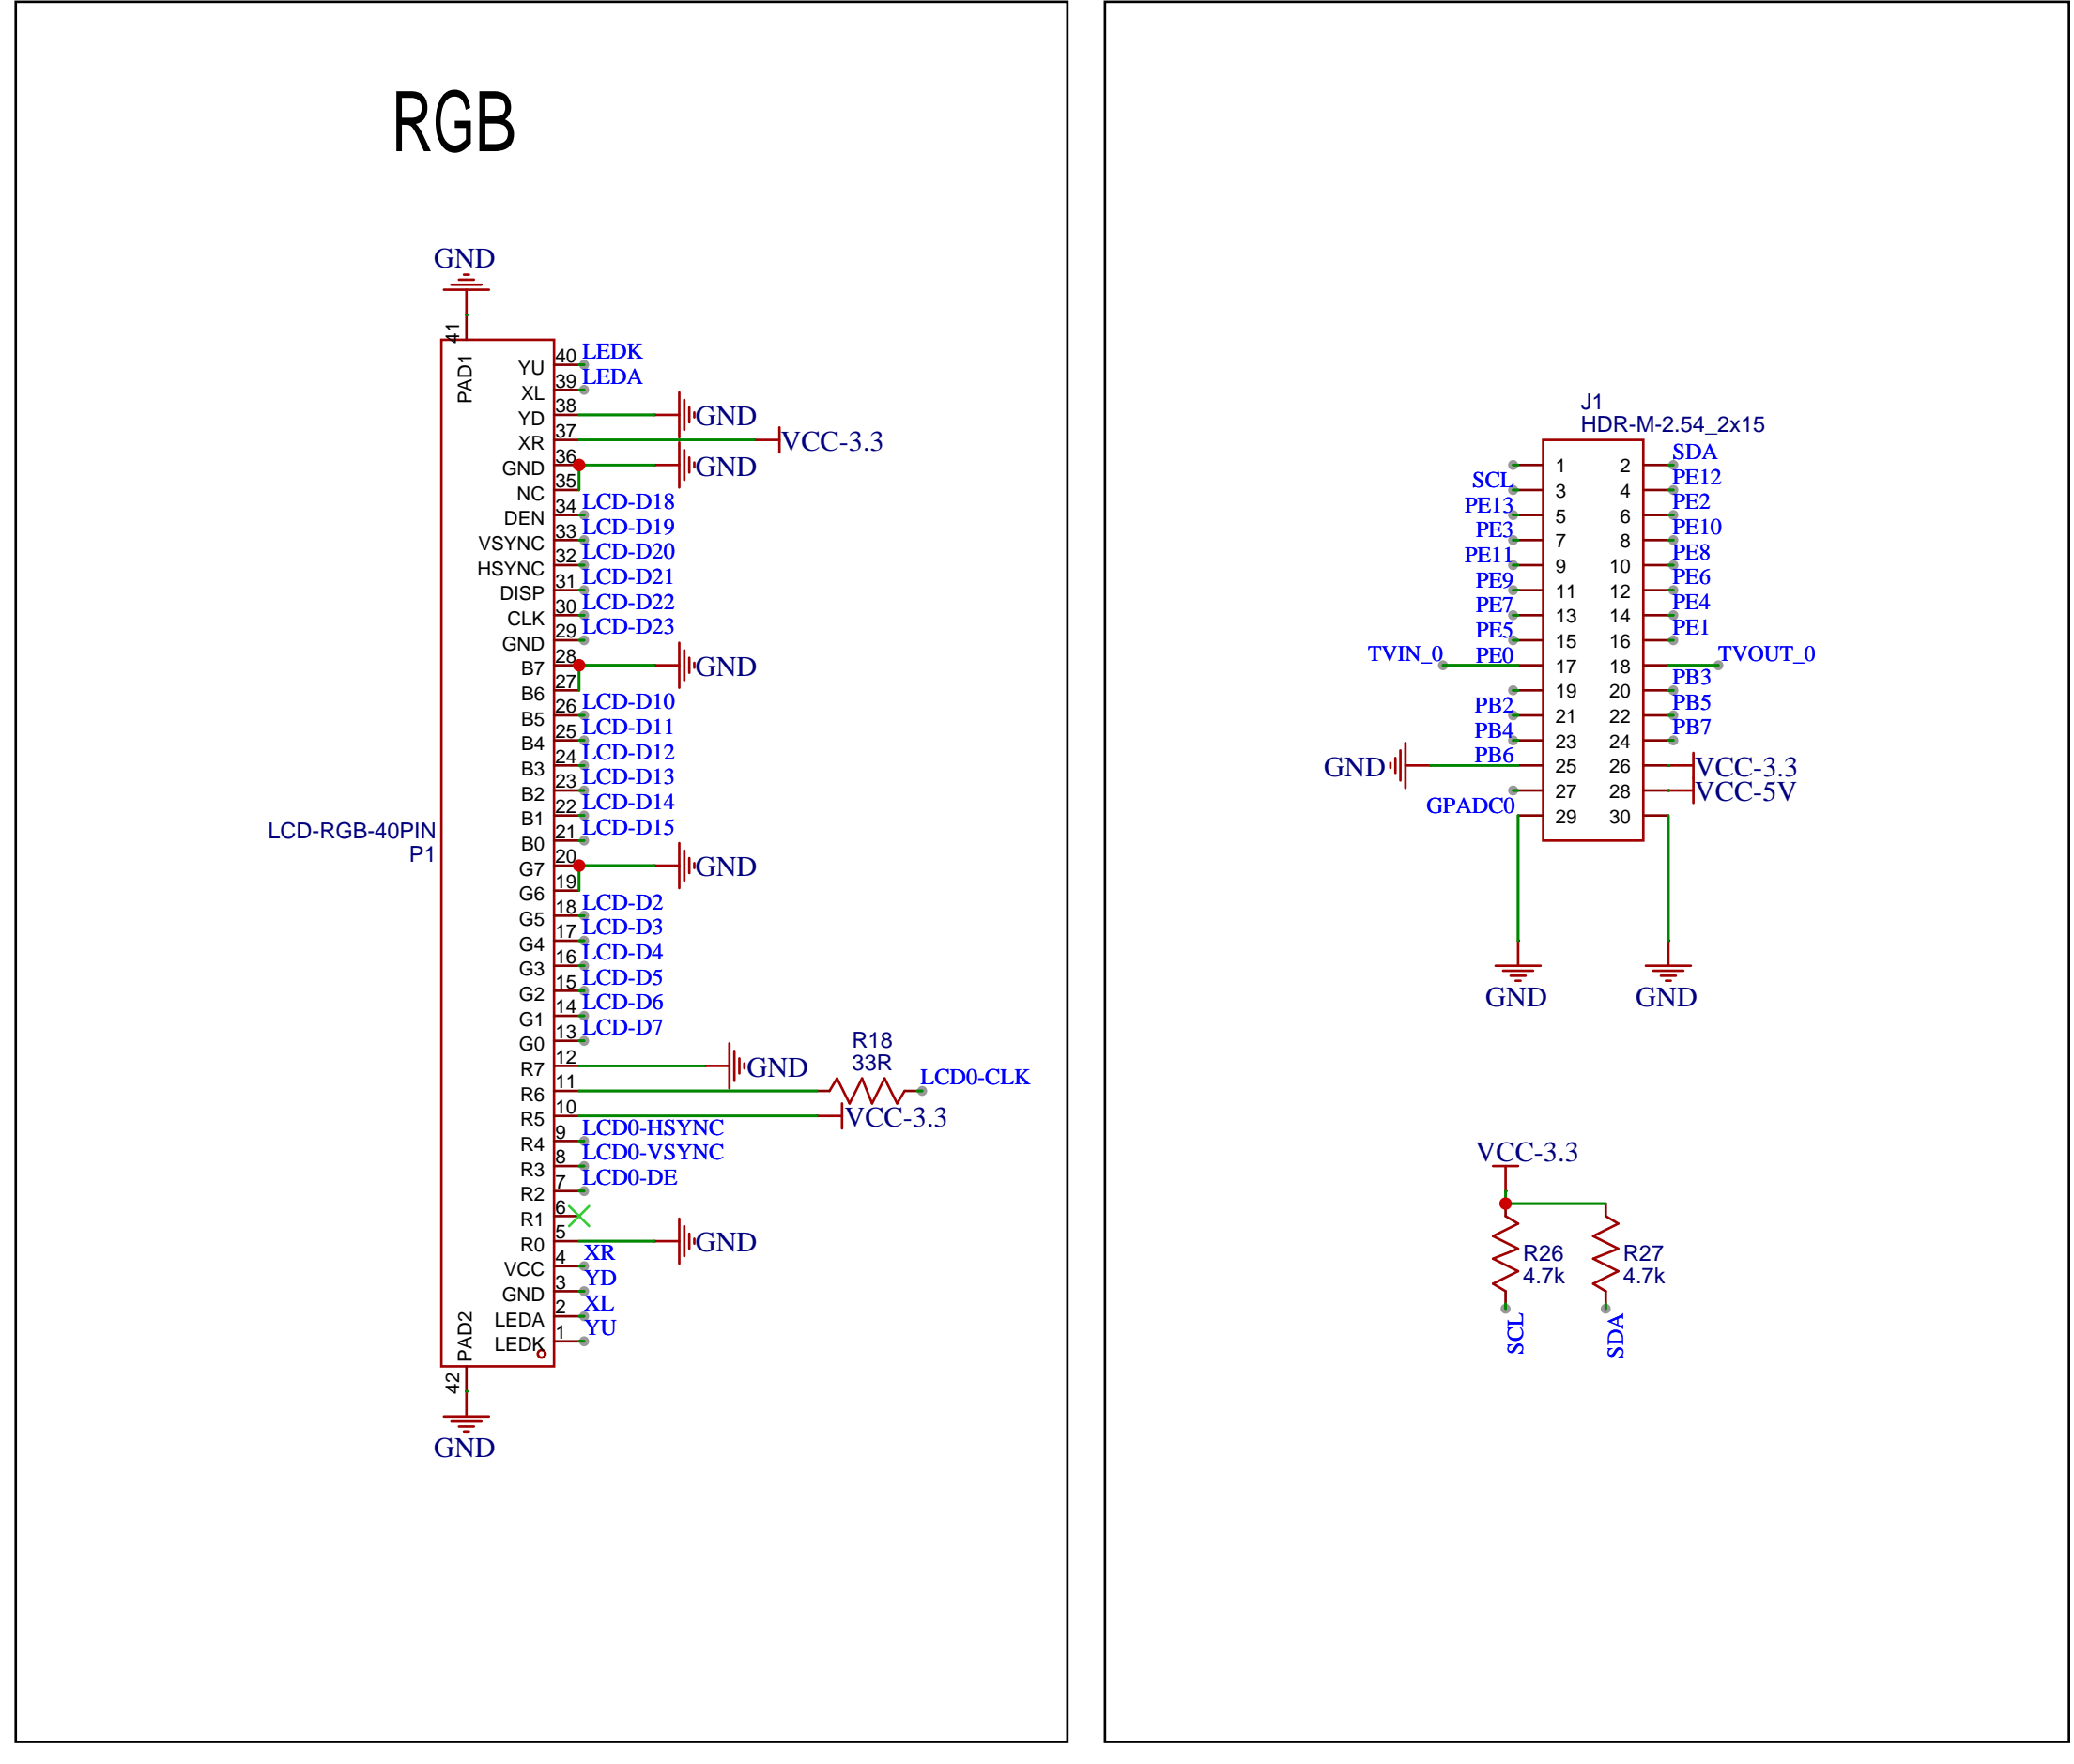 RGB
GND
41
PAD1
YU 40 LEDK
XL 39 LEDA
YD 38 GND
XR 37 VCC-3.3
GND 36 GND
NC 35
DEN 34 LCD-D18
VSYNC 33 LCD-D19
HSYNC 32 LCD-D20
DISP 31 LCD-D21
CLK 30 LCD-D22
GND 29 LCD-D23
B7 28 GND
B6 27
B5 26 LCD-D10
B4 25 LCD-D11
B3 24 LCD-D12
B2 23 LCD-D13
B1 22 LCD-D14
B0 21 LCD-D15
LCD-RGB-40PIN
P1
G7 20 GND
G6 19
G5 18 LCD-D2
G4 17 LCD-D3
G3 16 LCD-D4
G2 15 LCD-D5
G1 14 LCD-D6
G0 13 LCD-D7
R7 12 GND
R18
33R
R6 11 LCD0-CLK
R5 10 VCC-3.3
R4 9 LCD0-HSYNC
R3 8 LCD0-VSYNC
R2 7 LCD0-DE
R1 6
R0 5 GND
VCC 4 XR
GND 3 YD
LEDA 2 XL
LEDK 1 YU
PAD2
42
GND
J1
HDR-M-2.54_2x15
1 2 SDA
SCL 3 4 PE12
PE13 5 6 PE2
PE3 7 8 PE10
PE11 9 10 PE8
PE9 11 12 PE6
PE7 13 14 PE4
PE5 15 16 PE1
TVIN_0 PE0 17 18 TVOUT_0
19 20 PB3
PB2 21 22 PB5
PB4 23 24 PB7
GND PB6 25 26 VCC-3.3
27 28 VCC-5V
GPADC0 29 30
GND GND
VCC-3.3
R26 R27
4.7k 4.7k
SCL SDA